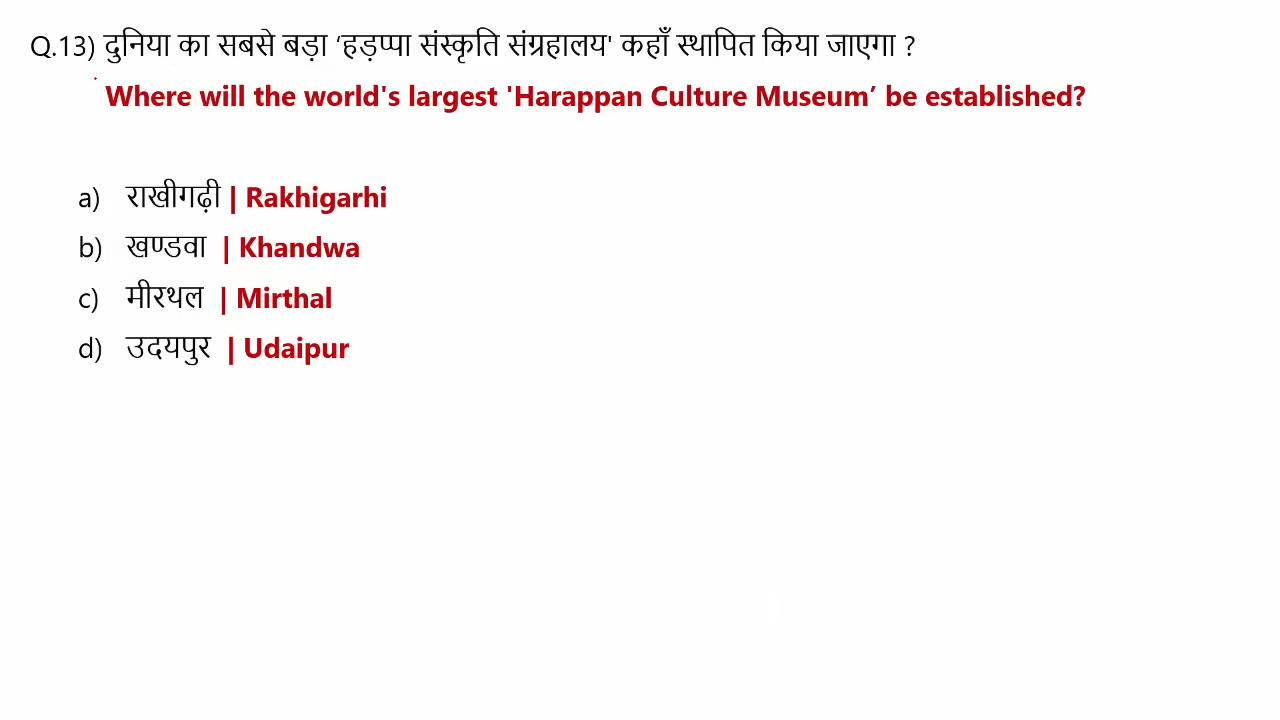 Q.13) दुनिया का सबसे बड़ा ‘हड़प्पा संस्कृति संग्रहालय' कहाँ स्थापित किया जाएगा ?
Where will the world's largest 'Harappan Culture Museum’ be established?
a) राखीगढ़ी | Rakhigarhi
b) खण्डवा | Khandwa
c) मीरथल | Mirthal
d) उदयपुर | Udaipur